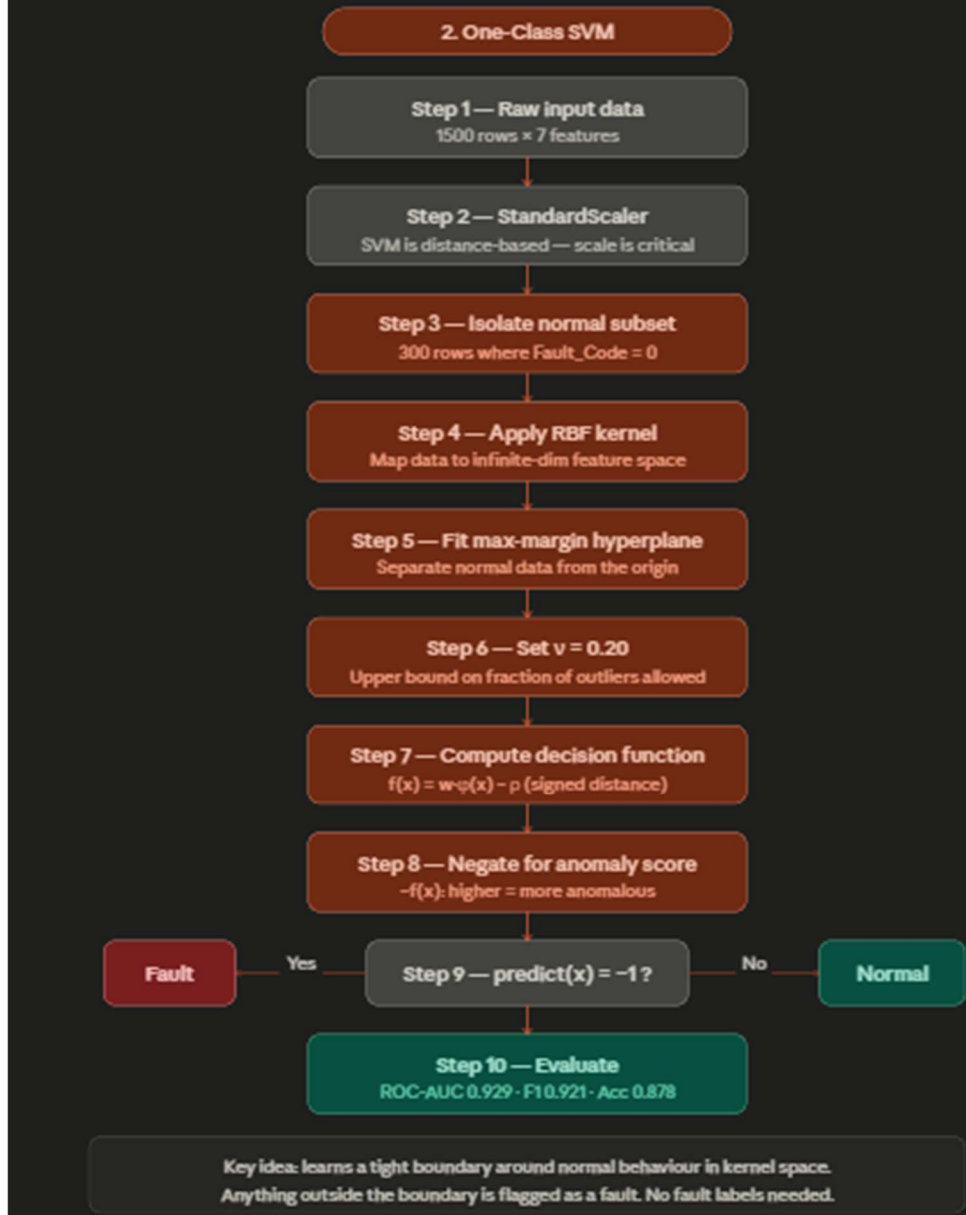 2. One-Class SVM
Step 1 — Raw input data
1500 rows × 7 features
Step 2 — StandardScaler
SVM is distance-based — scale is critical
Step 3 — Isolate normal subset
300 rows where Fault_Code = 0
Step 4 — Apply RBF kernel
Map data to infinite-dim feature space
Step 5 — Fit max-margin hyperplane
Separate normal data from the origin
Step 6 — Set ν = 0.20
Upper bound on fraction of outliers allowed
Step 7 — Compute decision function
f(x) = w·φ(x) − ρ (signed distance)
Step 8 — Negate for anomaly score
−f(x): higher = more anomalous
Fault
Yes
Step 9 — predict(x) = −1 ?
No
Normal
Step 10 — Evaluate
ROC-AUC 0.929 · F1 0.921 · Acc 0.878
Key idea: learns a tight boundary around normal behaviour in kernel space.
Anything outside the boundary is flagged as a fault. No fault labels needed.